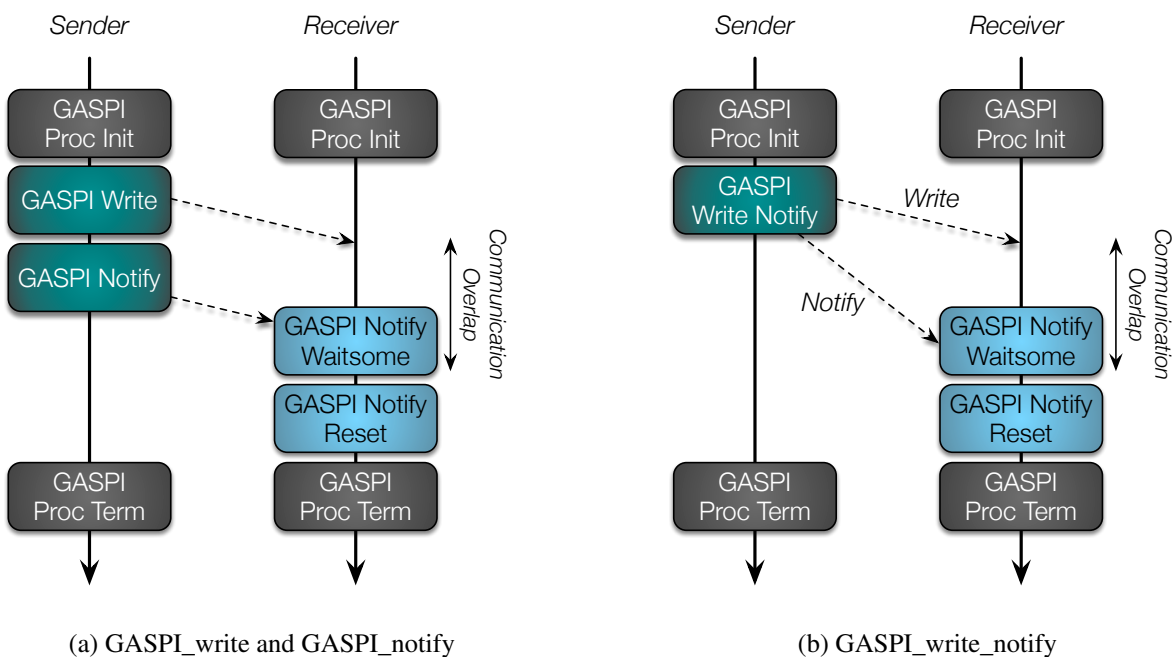 Sender
Receiver
GASPI
Proc Init
GASPI
Proc Init
GASPI Write
GASPI Notify
Communication
Overlap
GASPI Notify
Waitsome
GASPI Notify
Reset
GASPI
Proc Term
GASPI
Proc Term
(a) GASPI_write and GASPI_notify
Sender
Receiver
GASPI
Proc Init
GASPI
Proc Init
GASPI
Write Notify
Write
Notify
Communication
Overlap
GASPI Notify
Waitsome
GASPI Notify
Reset
GASPI
Proc Term
GASPI
Proc Term
(b) GASPI_write_notify